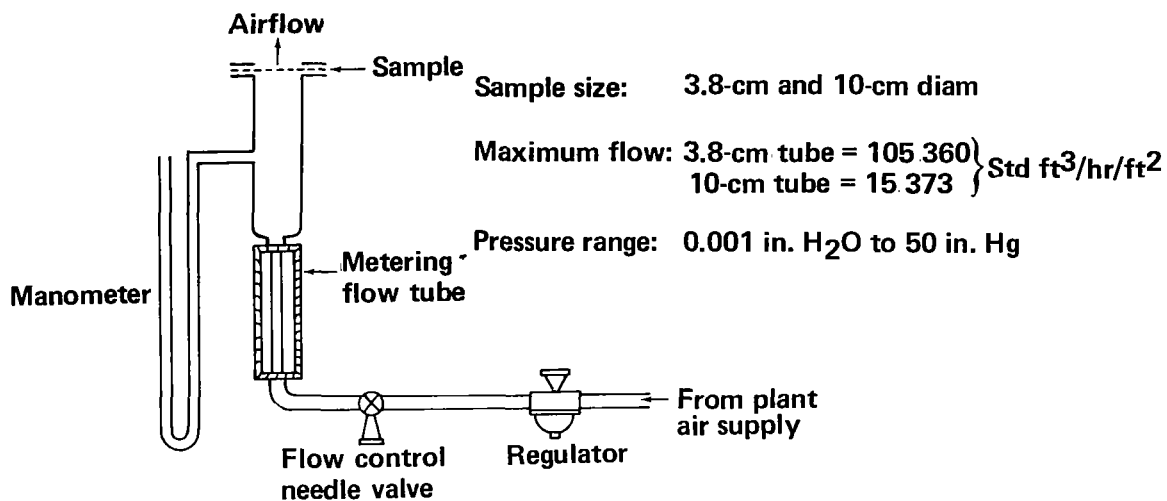 Airflow
Sample
Sample size: 3.8-cm and 10-cm diam
Maximum flow: 3.8-cm tube = 105.360
10-cm tube = 15.373
Std ft³/hr/ft²
Pressure range: 0.001 in. H₂O to 50 in. Hg
Metering
flow tube
Manometer
From plant
air supply
Flow control
needle valve
Regulator